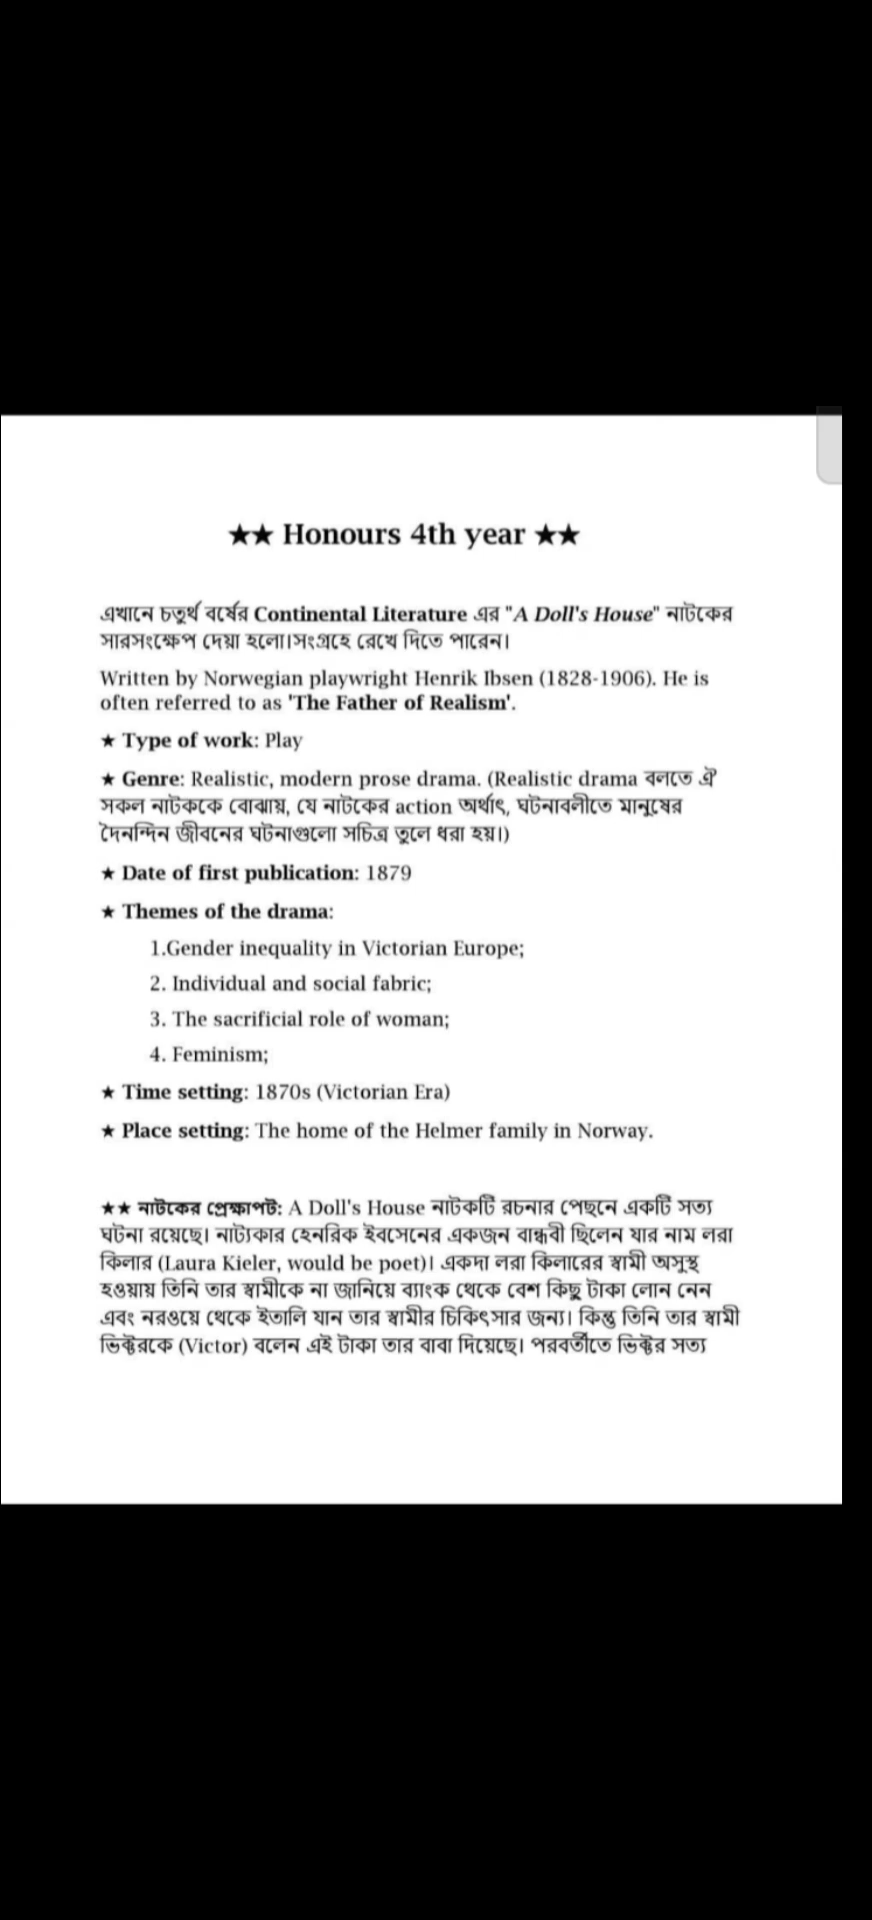 ★★ Honours 4th year ★★
এখানে চতুর্থ বর্ষের Continental Literature এর "A Doll's House" নাটকের
সারসংক্ষেপ দেয়া হলো।সংগ্রহে রেখে দিতে পারেন।
Written by Norwegian playwright Henrik Ibsen (1828-1906). He is
often referred to as 'The Father of Realism'.
★ Type of work: Play
★ Genre: Realistic, modern prose drama. (Realistic drama বলতে ঐ
সকল নাটককে বোঝায়, যে নাটকের action অর্থাৎ, ঘটনাবলীতে মানুষের
দৈনন্দিন জীবনের ঘটনাগুলো সচিত্র তুলে ধরা হয়।)
★ Date of first publication: 1879
★ Themes of the drama:
1.Gender inequality in Victorian Europe;
2. Individual and social fabric;
3. The sacrificial role of woman;
4. Feminism;
★ Time setting: 1870s (Victorian Era)
★ Place setting: The home of the Helmer family in Norway.
★★ নাটকের প্রেক্ষাপট: A Doll's House নাটকটি রচনার পেছনে একটি সত্য
ঘটনা রয়েছে। নাট্যকার হেনরিক ইবসেনের একজন বান্ধবী ছিলেন যার নাম লরা
কিলার (Laura Kieler, would be poet)। একদা লরা কিলারের স্বামী অসুস্থ
হওয়ায় তিনি তার স্বামীকে না জানিয়ে ব্যাংক থেকে বেশ কিছু টাকা লোন নেন
এবং নরওয়ে থেকে ইতালি যান তার স্বামীর চিকিৎসার জন্য। কিন্তু তিনি তার স্বামী
ভিক্টরকে (Victor) বলেন এই টাকা তার বাবা দিয়েছে। পরবর্তীতে ভিক্টর সত্য